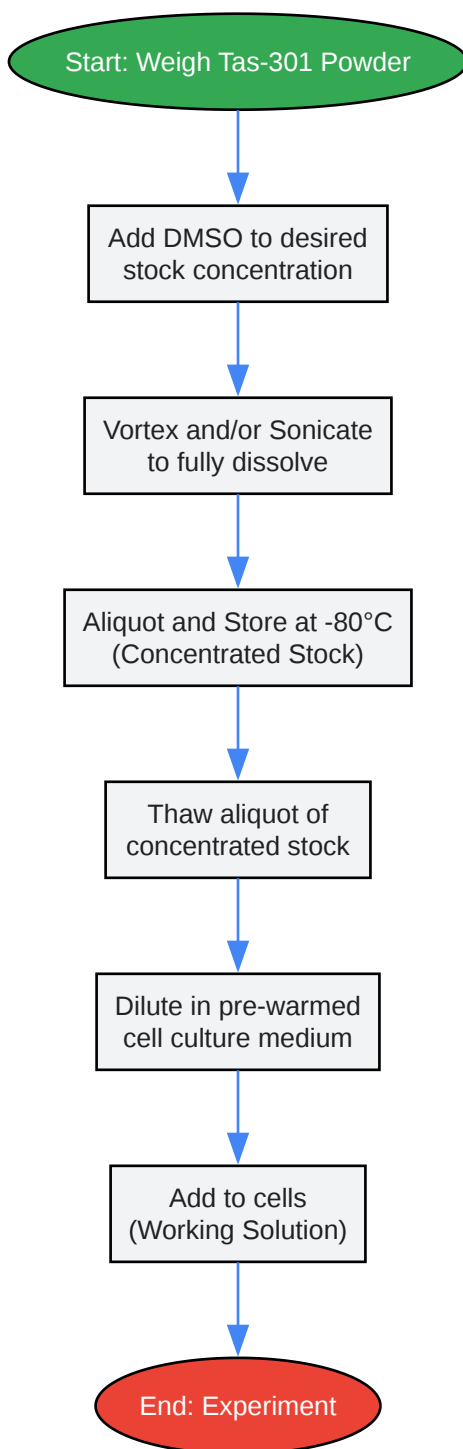 Start: Weigh Tas-301 Powder
Add DMSO to desired
stock concentration
Vortex and/or Sonicate
to fully dissolve
Aliquot and Store at -80°C
(Concentrated Stock)
Thaw aliquot of
concentrated stock
Dilute in pre-warmed
cell culture medium
Add to cells
(Working Solution)
End: Experiment